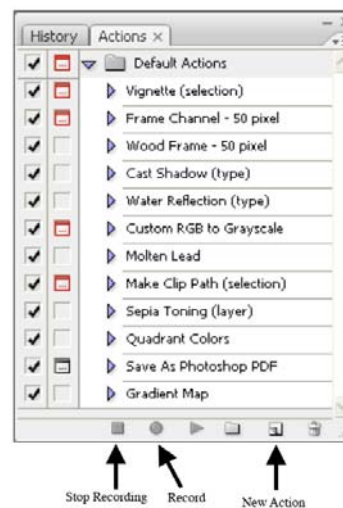 History Actions ×
Default Actions
Vignette (selection)
Frame Channel - 50 pixel
Wood Frame - 50 pixel
Cast Shadow (type)
Water Reflection (type)
Custom RGB to Grayscale
Molten Lead
Make Clip Path (selection)
Sepia Toning (layer)
Quadrant Colors
Save As Photoshop PDF
Gradient Map
Stop Recording Record New Action